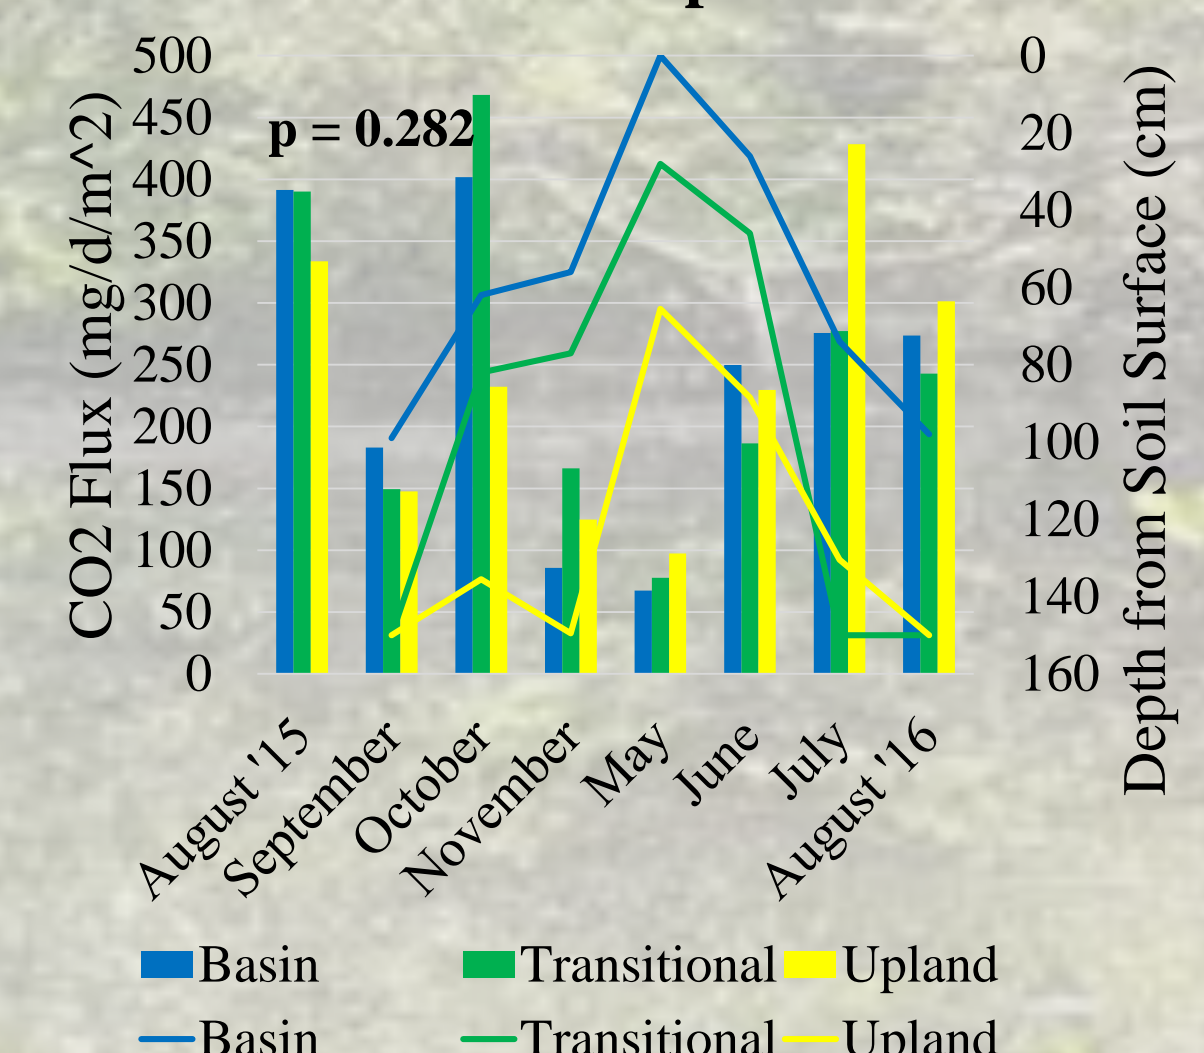 500
450
400
350
300
250
200
150
100
50
0
CO2 Flux (mg/d/m^2)
p = 0.282
0
20
40
60
80
100
120
140
160
Depth from Soil Surface (cm)
August '15
September
October
November
May
June
July
August '16
Basin Transitional Upland
Basin Transitional Upland